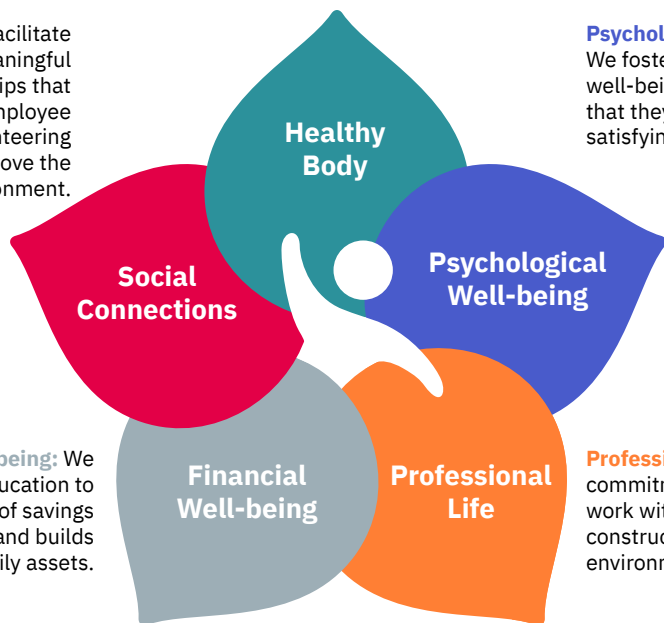 acilitate
aningful
ips that
mployee
nteering
ove the
onment.
Psychol
We foste
well-bei
that they
satisfyin
Healthy
Body
Social
Connections
Psychological
Well-being
being: We
ucation to
of savings
and builds
ily assets.
Financial
Well-being
Professional
Life
Professi
commitm
work wit
construc
environm